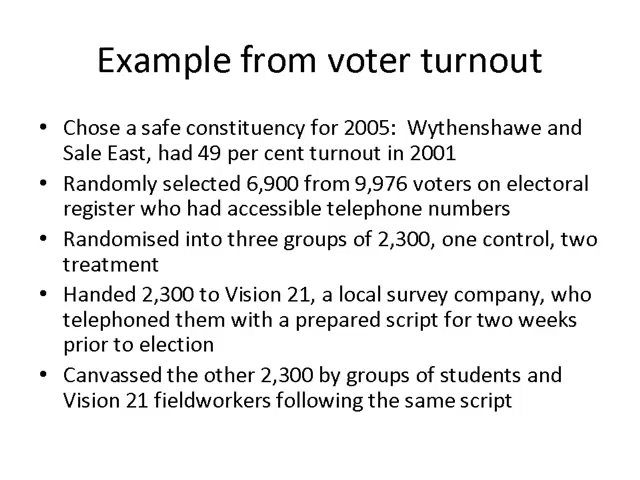 Example from voter turnout
• Chose a safe constituency for 2005:  Wythenshawe and
Sale East, had 49 per cent turnout in 2001
• Randomly selected 6,900 from 9,976 voters on electoral
register who had accessible telephone numbers
• Randomised into three groups of 2,300, one control, two
treatment
• Handed 2,300 to Vision 21, a local survey company, who
telephoned them with a prepared script for two weeks
prior to election
• Canvassed the other 2,300 by groups of students and
Vision 21 fieldworkers following the same script